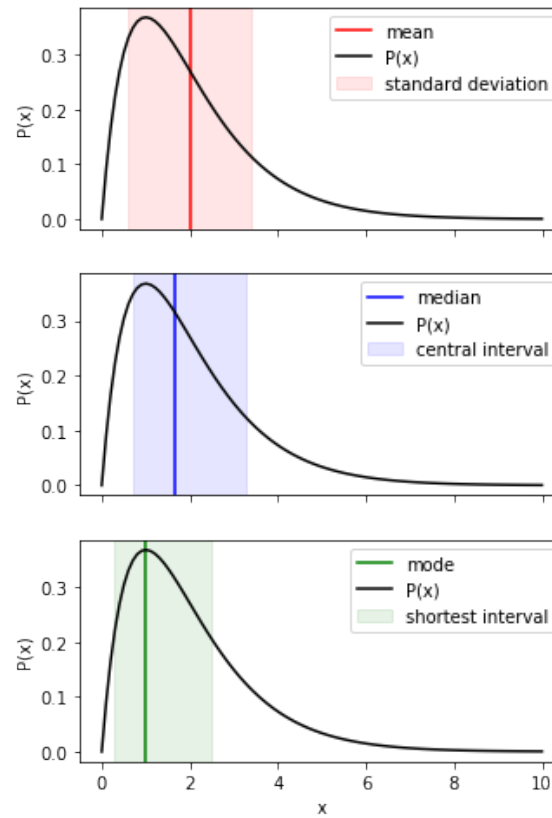 mean
P(x)
standard deviation
0.3
0.2
0.1
0.0
P(x)
median
P(x)
central interval
0.3
0.2
0.1
0.0
P(x)
mode
P(x)
shortest interval
0.3
0.2
0.1
0.0
P(x)
0 2 4 6 8 10
x